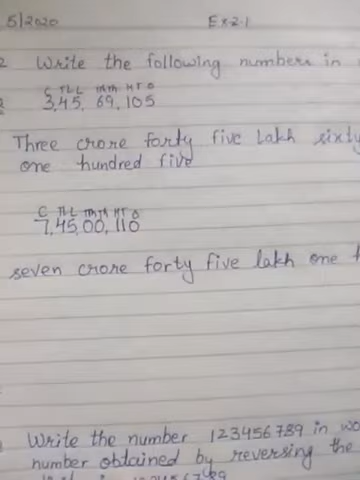 5/2020 Ex 2.1
2 Write the following numbers in
C TL L TTh Th H T O
3,45, 69, 105
Three crore forty five lakh sixty
one hundred five
C TL L TTh Th H T O
7,45,00, 110
seven crore forty five lakh one
Write the number 123456789 in wo
number obtained by reversing the